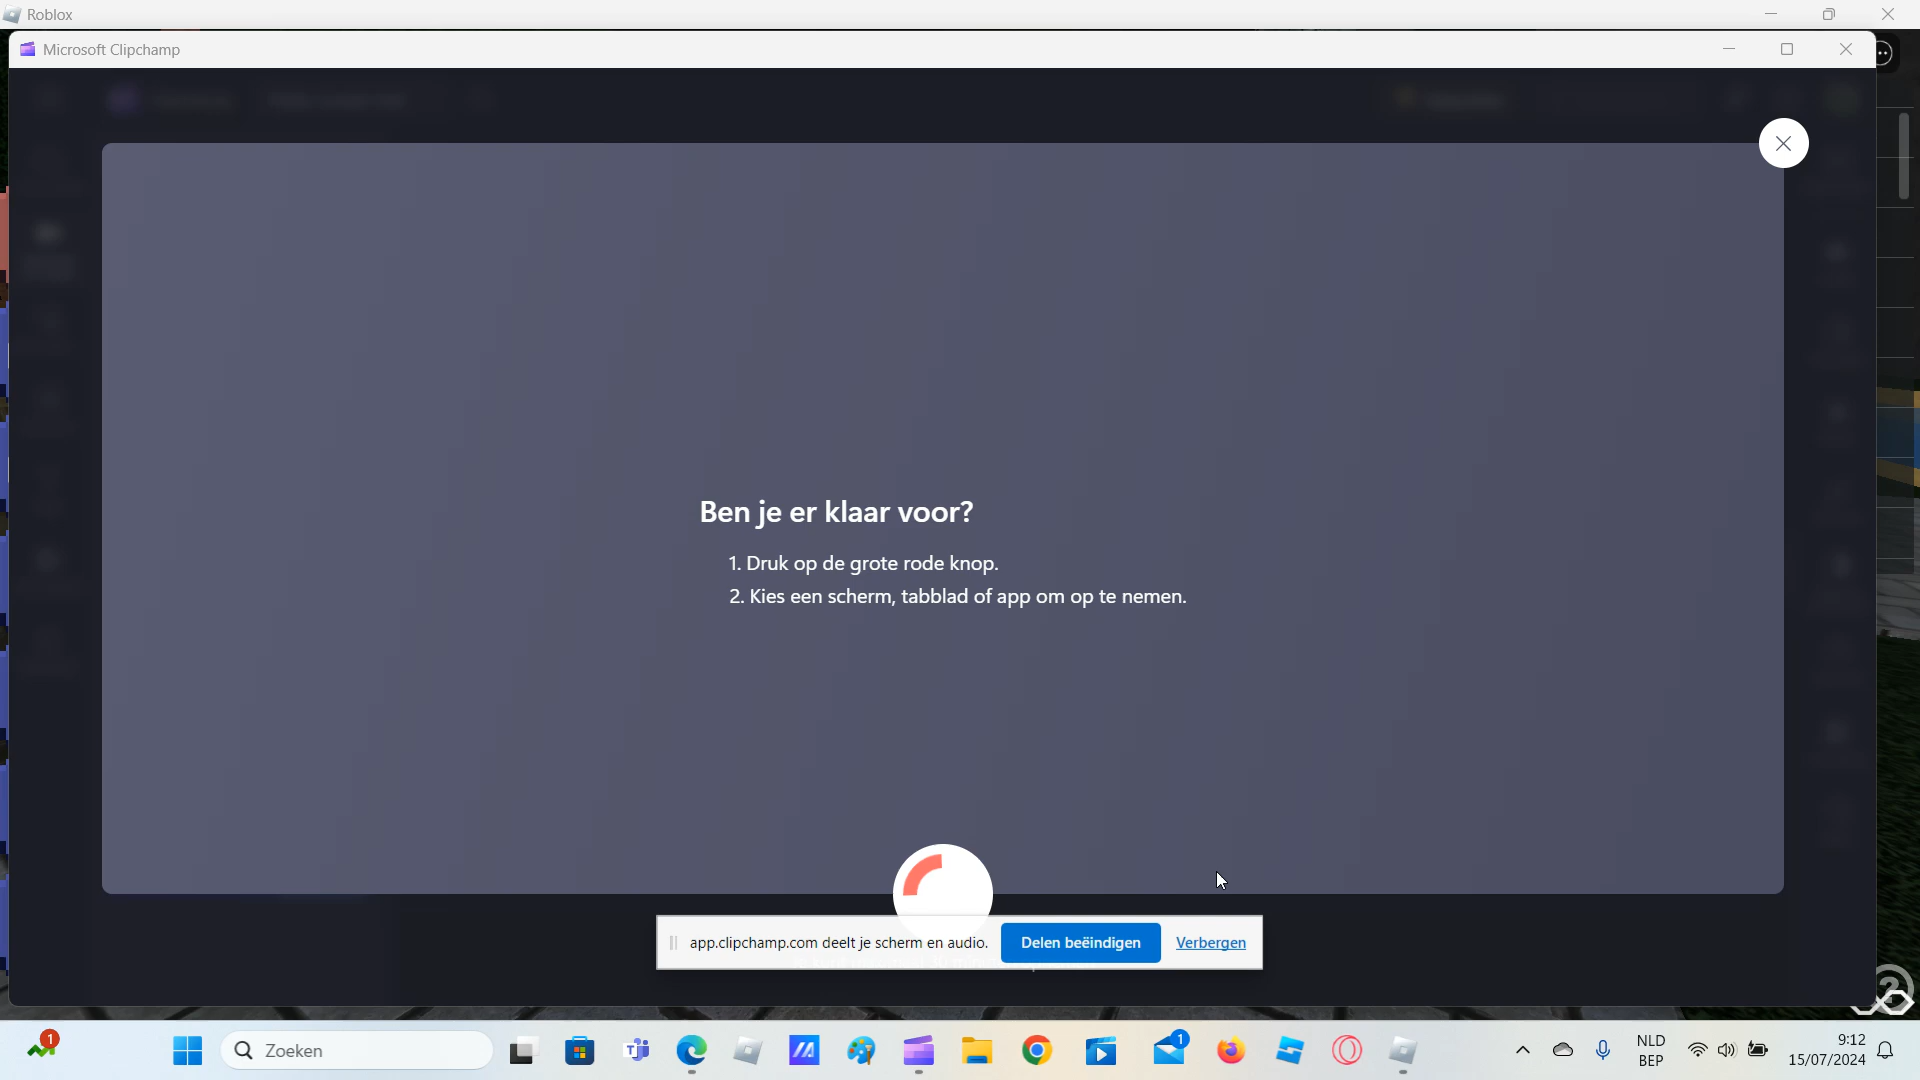 Roblox
Microsoft Clipchamp
Ben je er klaar voor?
1. Druk op de grote rode knop.
2. Kies een scherm, tabblad of app om op te nemen.
app.clipchamp.com deelt je scherm en audio.
Delen beëindigen
Verbergen
1
Zoeken
1
NLD
BEP
9:12
15/07/2024